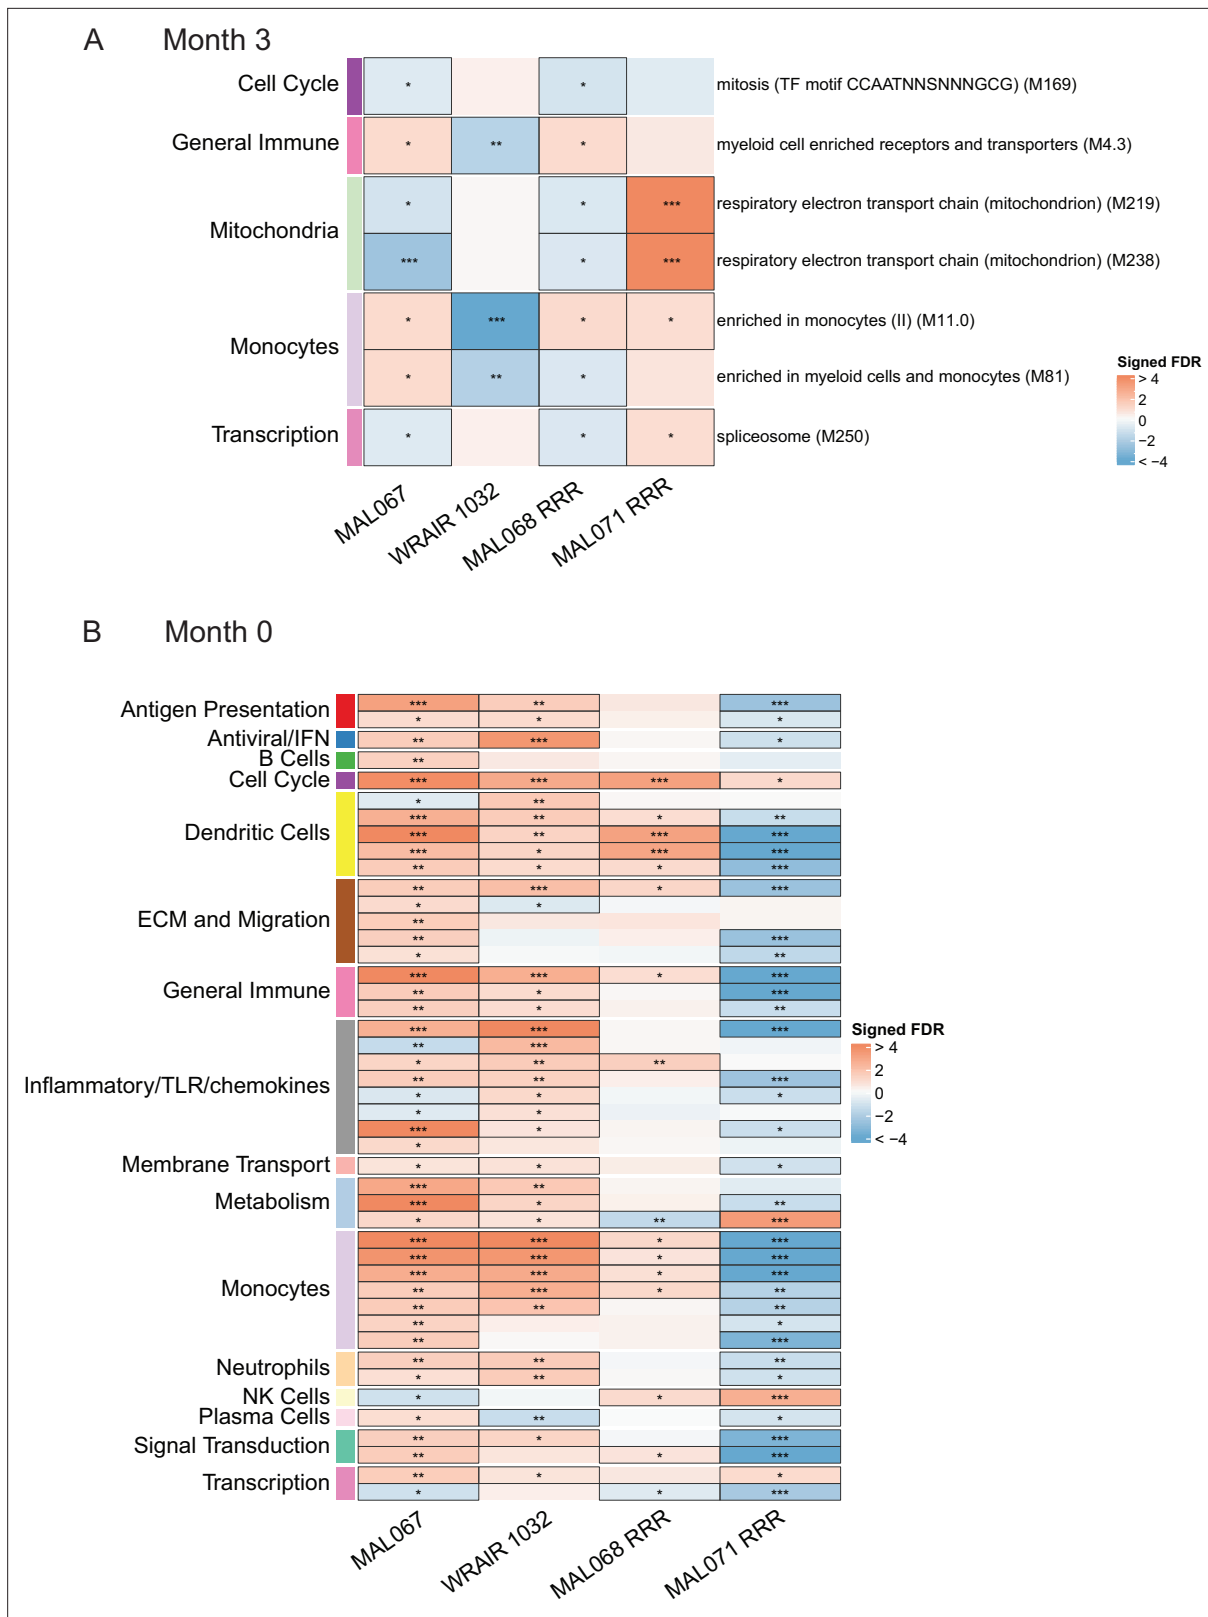 A Month 3
Cell Cycle * * mitosis (TF motif CCAATNNSNNNGCG) (M169)
General Immune * ** * myeloid cell enriched receptors and transporters (M4.3)
Mitochondria
* * *** respiratory electron transport chain (mitochondrion) (M219)
*** * *** respiratory electron transport chain (mitochondrion) (M238)
Monocytes
* *** * * enriched in monocytes (II) (M11.0)
* ** * enriched in myeloid cells and monocytes (M81)
Transcription * * * spliceosome (M250)
MAL067 WRAIR 1032 MAL068 RRR MAL071 RRR
Signed FDR
> 4
2
0
−2
< −4
B Month 0
Antigen Presentation
*** ** ***
* * *
Antiviral/IFN
** *** *
B Cells
**
Cell Cycle
*** *** *** *
Dendritic Cells
* **
*** ** * **
*** ** *** ***
*** * *** ***
** * * ***
ECM and Migration
** *** * ***
* *
**
** ***
* **
General Immune
*** *** * ***
** * ***
** * **
Inflammatory/TLR/chemokines
*** *** ***
** ***
* ** **
** ** ***
* * *
* *
*** * *
*
Membrane Transport
* * *
Metabolism
*** **
*** * **
* * ** ***
Monocytes
*** *** * ***
*** *** * ***
*** *** * ***
** *** * **
** ** **
** *
** ***
Neutrophils
** ** **
* ** *
NK Cells
* * ***
Plasma Cells
* ** *
Signal Transduction
** * ***
** * ***
Transcription
** * *
* * ***
MAL067 WRAIR 1032 MAL068 RRR MAL071 RRR
Signed FDR
> 4
2
0
−2
< −4